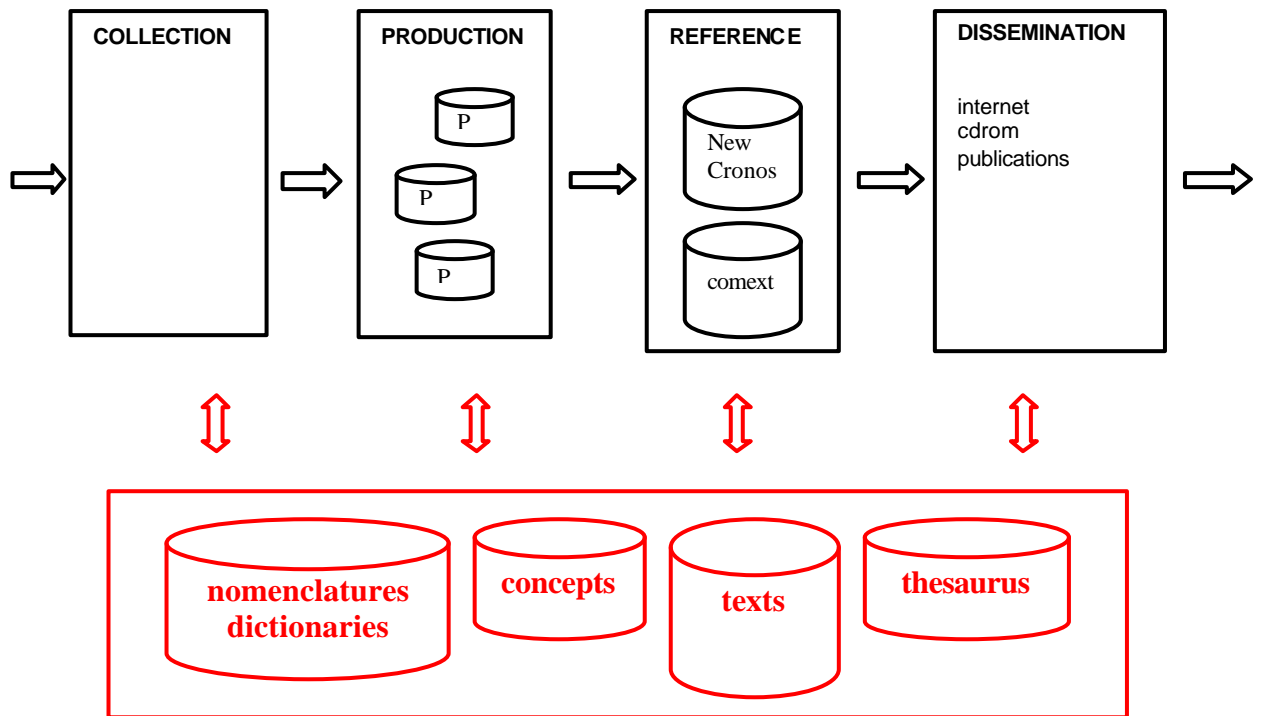 COLLECTION
PRODUCTION
P
P
P
REFERENCE
New
Cronos
comext
DISSEMINATION
internet
cdrom
publications
nomenclatures
dictionaries
concepts
texts
thesaurus